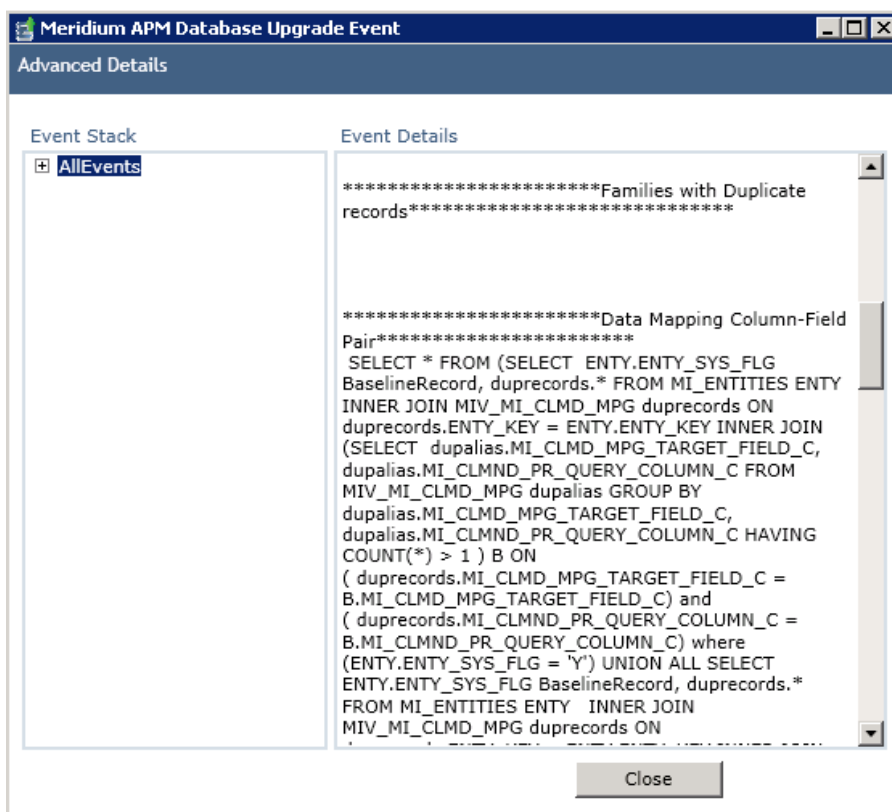 Meridium APM Database Upgrade Event
Advanced Details
Event Stack
AllEvents
Event Details
***********************Families with Duplicate
records*****************************
***********************Data Mapping Column-Field
Pair***********************
SELECT * FROM (SELECT  ENTY.ENTY_SYS_FLG
BaselineRecord, duprecords.* FROM MI_ENTITIES ENTY
INNER JOIN MIV_MI_CLMD_MPG duprecords ON
duprecords.ENTY_KEY = ENTY.ENTY_KEY INNER JOIN
(SELECT  dupalias.MI_CLMD_MPG_TARGET_FIELD_C,
dupalias.MI_CLMND_PR_QUERY_COLUMN_C FROM
MIV_MI_CLMD_MPG dupalias GROUP BY
dupalias.MI_CLMD_MPG_TARGET_FIELD_C,
dupalias.MI_CLMND_PR_QUERY_COLUMN_C HAVING
COUNT(*) > 1 ) B ON
( duprecords.MI_CLMD_MPG_TARGET_FIELD_C =
B.MI_CLMD_MPG_TARGET_FIELD_C) and
( duprecords.MI_CLMND_PR_QUERY_COLUMN_C =
B.MI_CLMND_PR_QUERY_COLUMN_C) where
(ENTY.ENTY_SYS_FLG = 'Y') UNION ALL SELECT
ENTY.ENTY_SYS_FLG BaselineRecord, duprecords.*
FROM MI_ENTITIES ENTY   INNER JOIN
MIV_MI_CLMD_MPG duprecords ON
Close